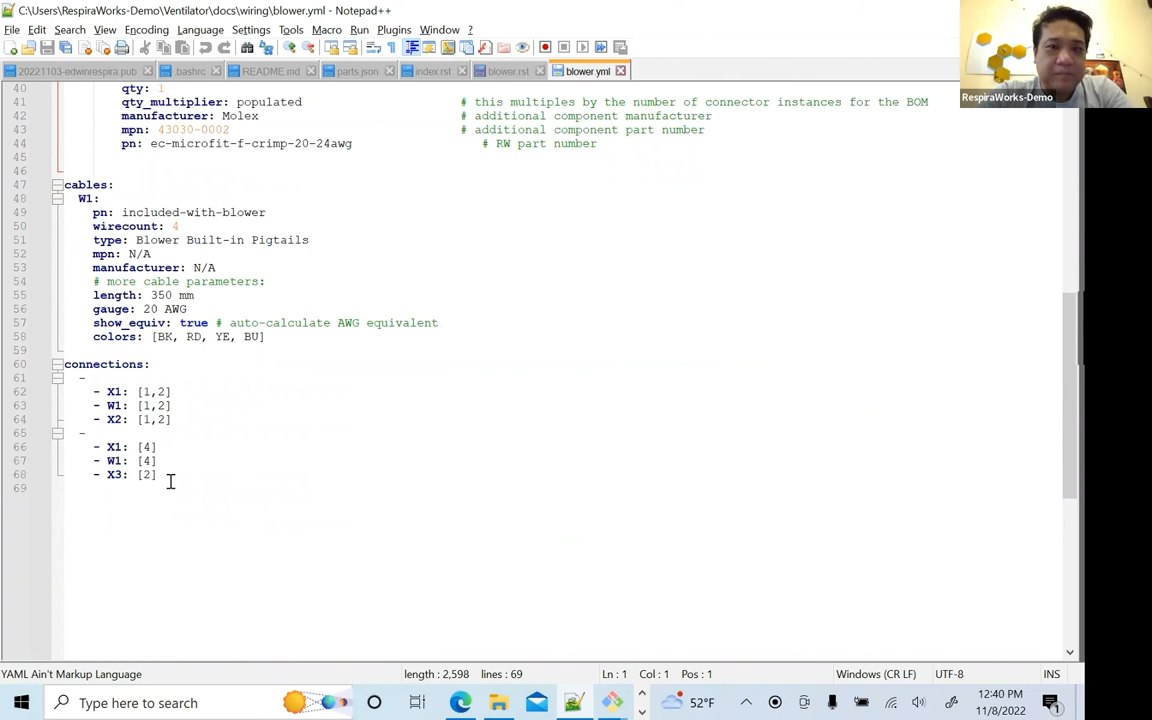 C:\Users\RespiraWorks-Demo\Ventilator\docs\wiring\blower.yml - Notepad++
File Edit Search View Encoding Language Settings Tools Macro Run Plugins Window ?
20221103-edwinrespira.pub .bashrc README.md parts.json index.rst blower.rst blower.yml
RespiraWorks-Demo
40 qty: 1
41 qty_multiplier: populated # this multiples by the number of connector instances for the BOM
42 manufacturer: Molex # additional component manufacturer
43 mpn: 43030-0002 # additional component part number
44 pn: ec-microfit-f-crimp-20-24awg # RW part number
45
46
47 cables:
48 W1:
49 pn: included-with-blower
50 wirecount: 4
51 type: Blower Built-in Pigtails
52 mpn: N/A
53 manufacturer: N/A
54 # more cable parameters:
55 length: 350 mm
56 gauge: 20 AWG
57 show_equiv: true # auto-calculate AWG equivalent
58 colors: [BK, RD, YE, BU]
59
60 connections:
61 -
62 - X1: [1,2]
63 - W1: [1,2]
64 - X2: [1,2]
65 -
66 - X1: [4]
67 - W1: [4]
68 - X3: [2]
69
YAML Ain't Markup Language length : 2,598 lines : 69 Ln : 1 Col : 1 Pos : 1 Windows (CR LF) UTF-8 INS
Type here to search 52°F 12:40 PM
11/8/2022 1